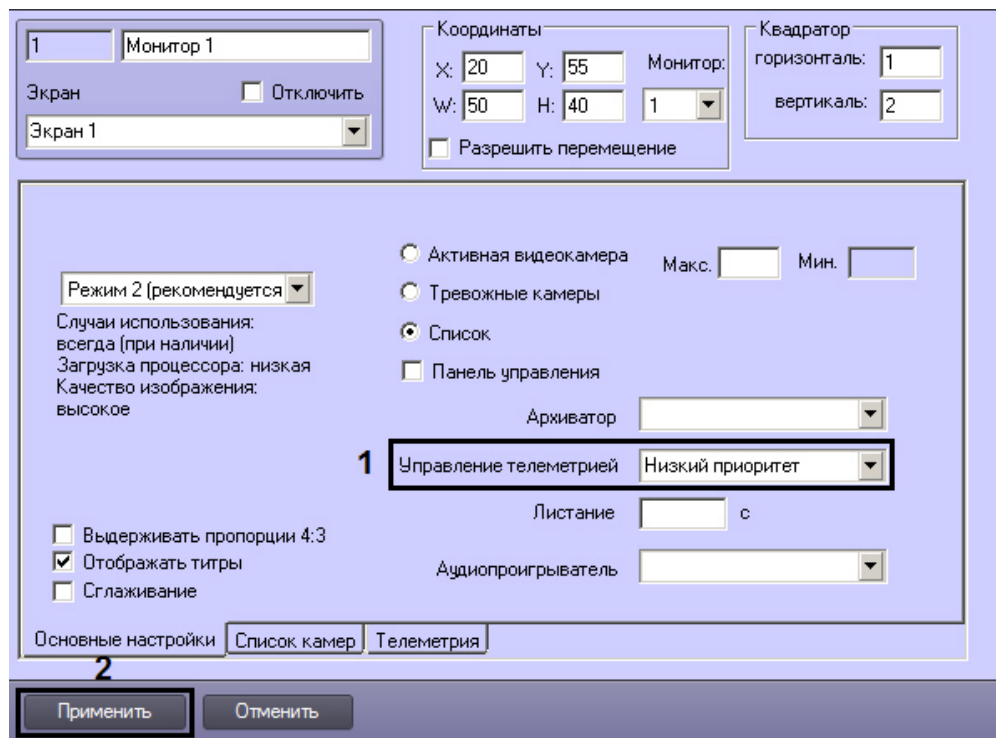 1
Монитор 1
Экран
Отключить
Экран 1
Координаты
X: 20 Y: 55 Монитор:
W: 50 H: 40 1
Разрешить перемещение
Квадратор
горизонталь: 1
вертикаль: 2
Режим 2 (рекомендуется
Случаи использования:
всегда (при наличии)
Загрузка процессора: низкая
Качество изображения:
высокое
Активная видеокамера
Макс. Мин.
Тревожные камеры
Список
Панель управления
Архиватор
1 Управление телеметрией Низкий приоритет
Листание с
Аудиопроигрыватель
Выдерживать пропорции 4:3
Отображать титры
Сглаживание
Основные настройки Список камер Телеметрия
2
Применить Отменить